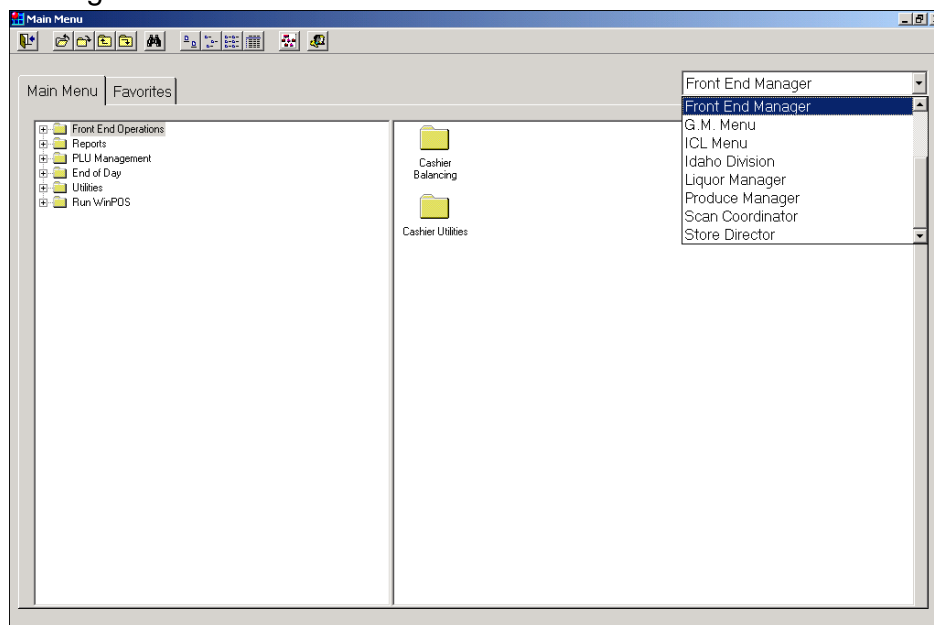 Main Menu
Main Menu
Favorites
Front End Manager
Front End Manager
G.M. Menu
ICL Menu
Idaho Division
Liquor Manager
Produce Manager
Scan Coordinator
Store Director
Front End Operations
Reports
PLU Management
End of Day
Utilities
Run WinPOS
Cashier
Balancing
Cashier Utilities